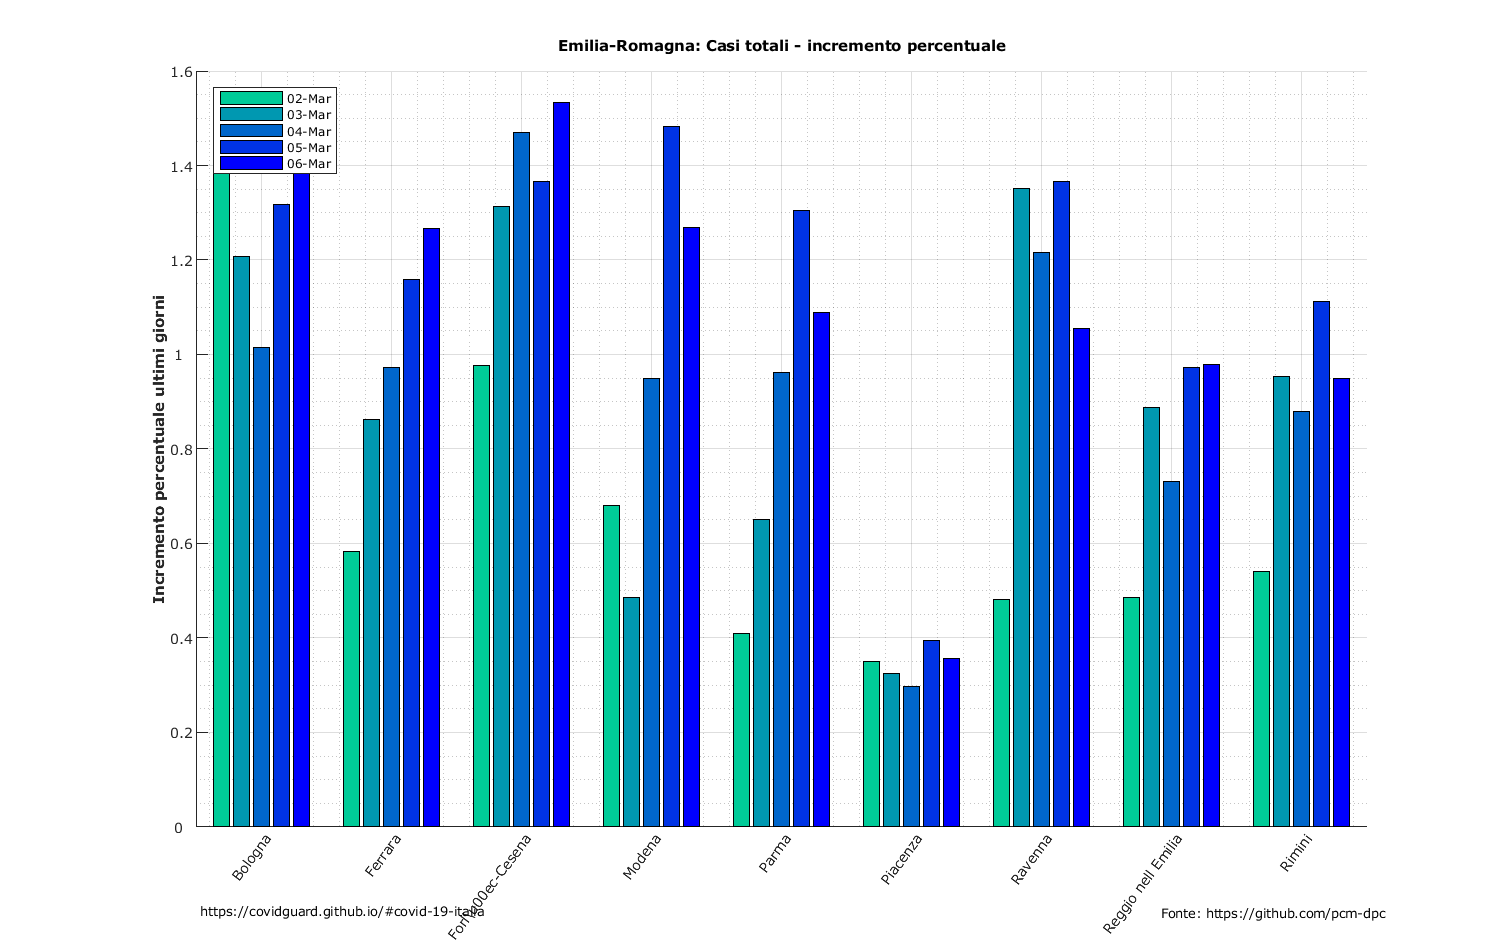 Emilia-Romagna: Casi totali - incremento percentuale
Incremento percentuale ultimi giorni
1.6
1.4
1.2
1
0.8
0.6
0.4
0.2
0
02-Mar
03-Mar
04-Mar
05-Mar
06-Mar
Bologna
Ferrara
Modena
Parma
Piacenza
Ravenna
Reggio nell Emilia
Rimini
https://covidguard.github.io/#covid-19-italia
Fonte: https://github.com/pcm-dpc